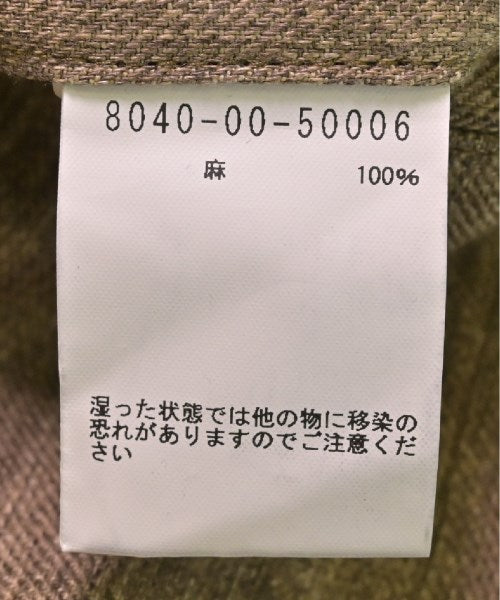 8040-00-50006
麻 100%
湿った状態では他の物に移染の
恐れがありますのでご注意くだ
さい